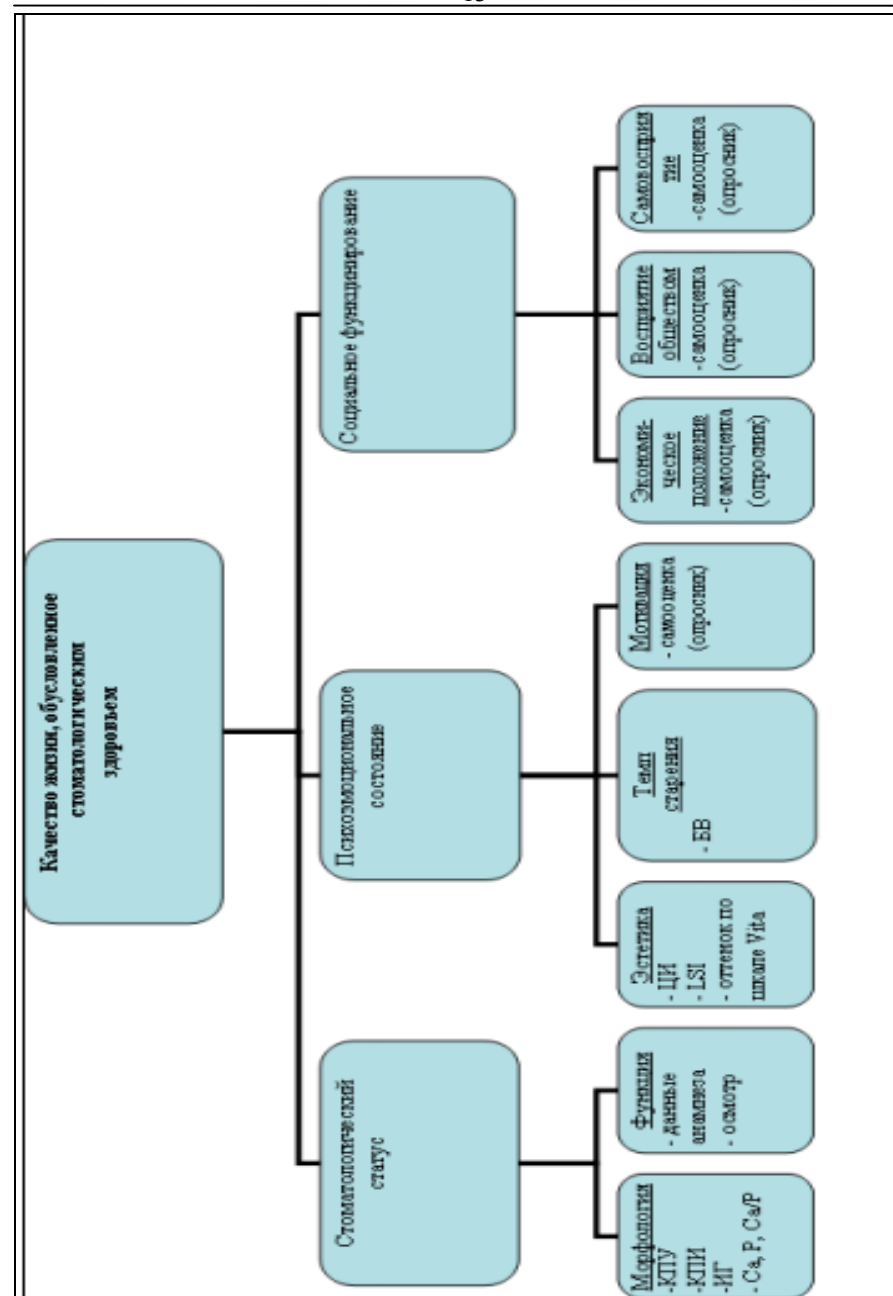 Качество жизни, обусловленное
стоматологическим
здоровьем
Стоматологический
статус
Психоэмоциональное
состояние
Социальное функцинирование
Морфология
-КПУ
-КПИ
-ИГ
- Ca, P, Ca/P
Функция
- данные
анамнеза
- осмотр
Эстетика
- ЦИ
- LSI
- оттенок по
шкале Vita
Темп
старения
- БВ
Мотивация
- самооценка
(опросник)
Экономи-
ческое
положение
-самооценка
(опросник)
Восприятие
обществом
-самооценка
(опросник)
Самовосприя
тие
-самооценка
(опросник)